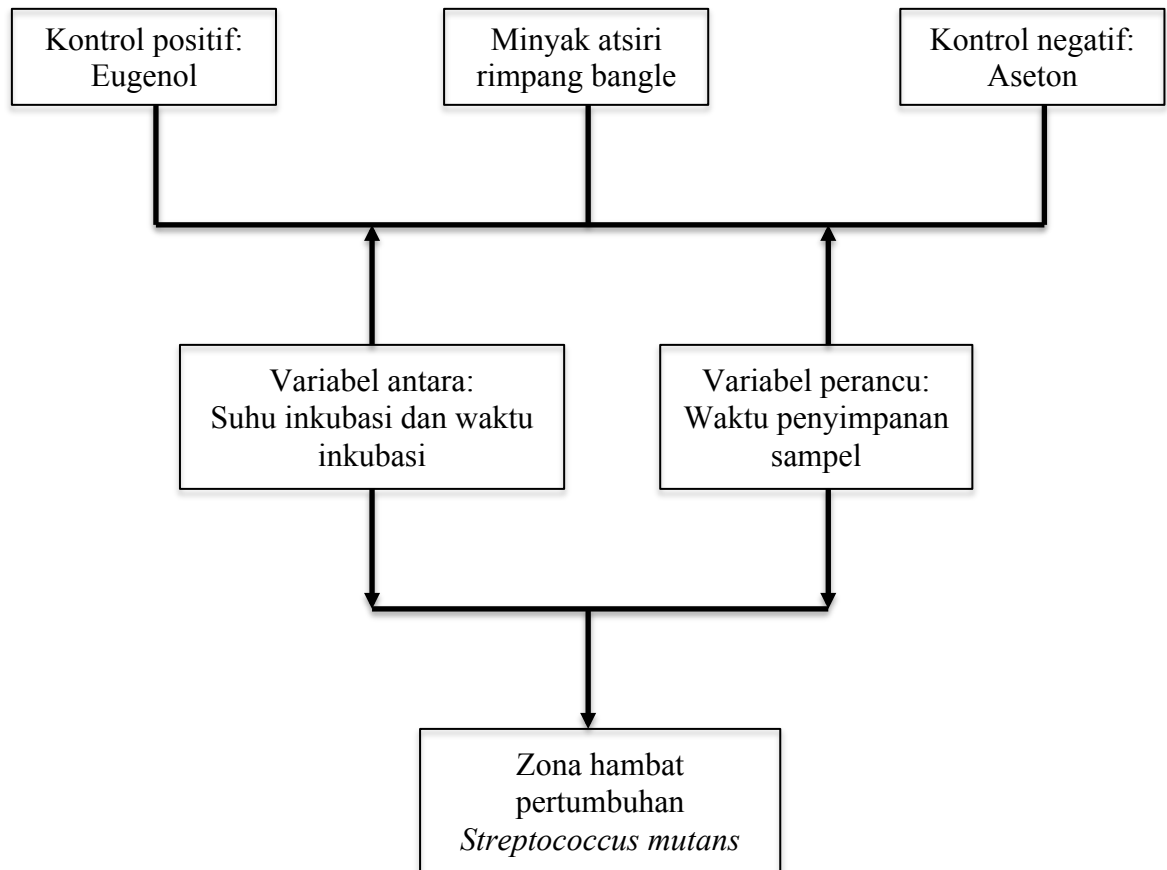 Kontrol positif:
Eugenol
Minyak atsiri
rimpang bangle
Kontrol negatif:
Aseton
Variabel antara:
Suhu inkubasi dan waktu
inkubasi
Variabel perancu:
Waktu penyimpanan
sampel
Zona hambat
pertumbuhan
Streptococcus mutans